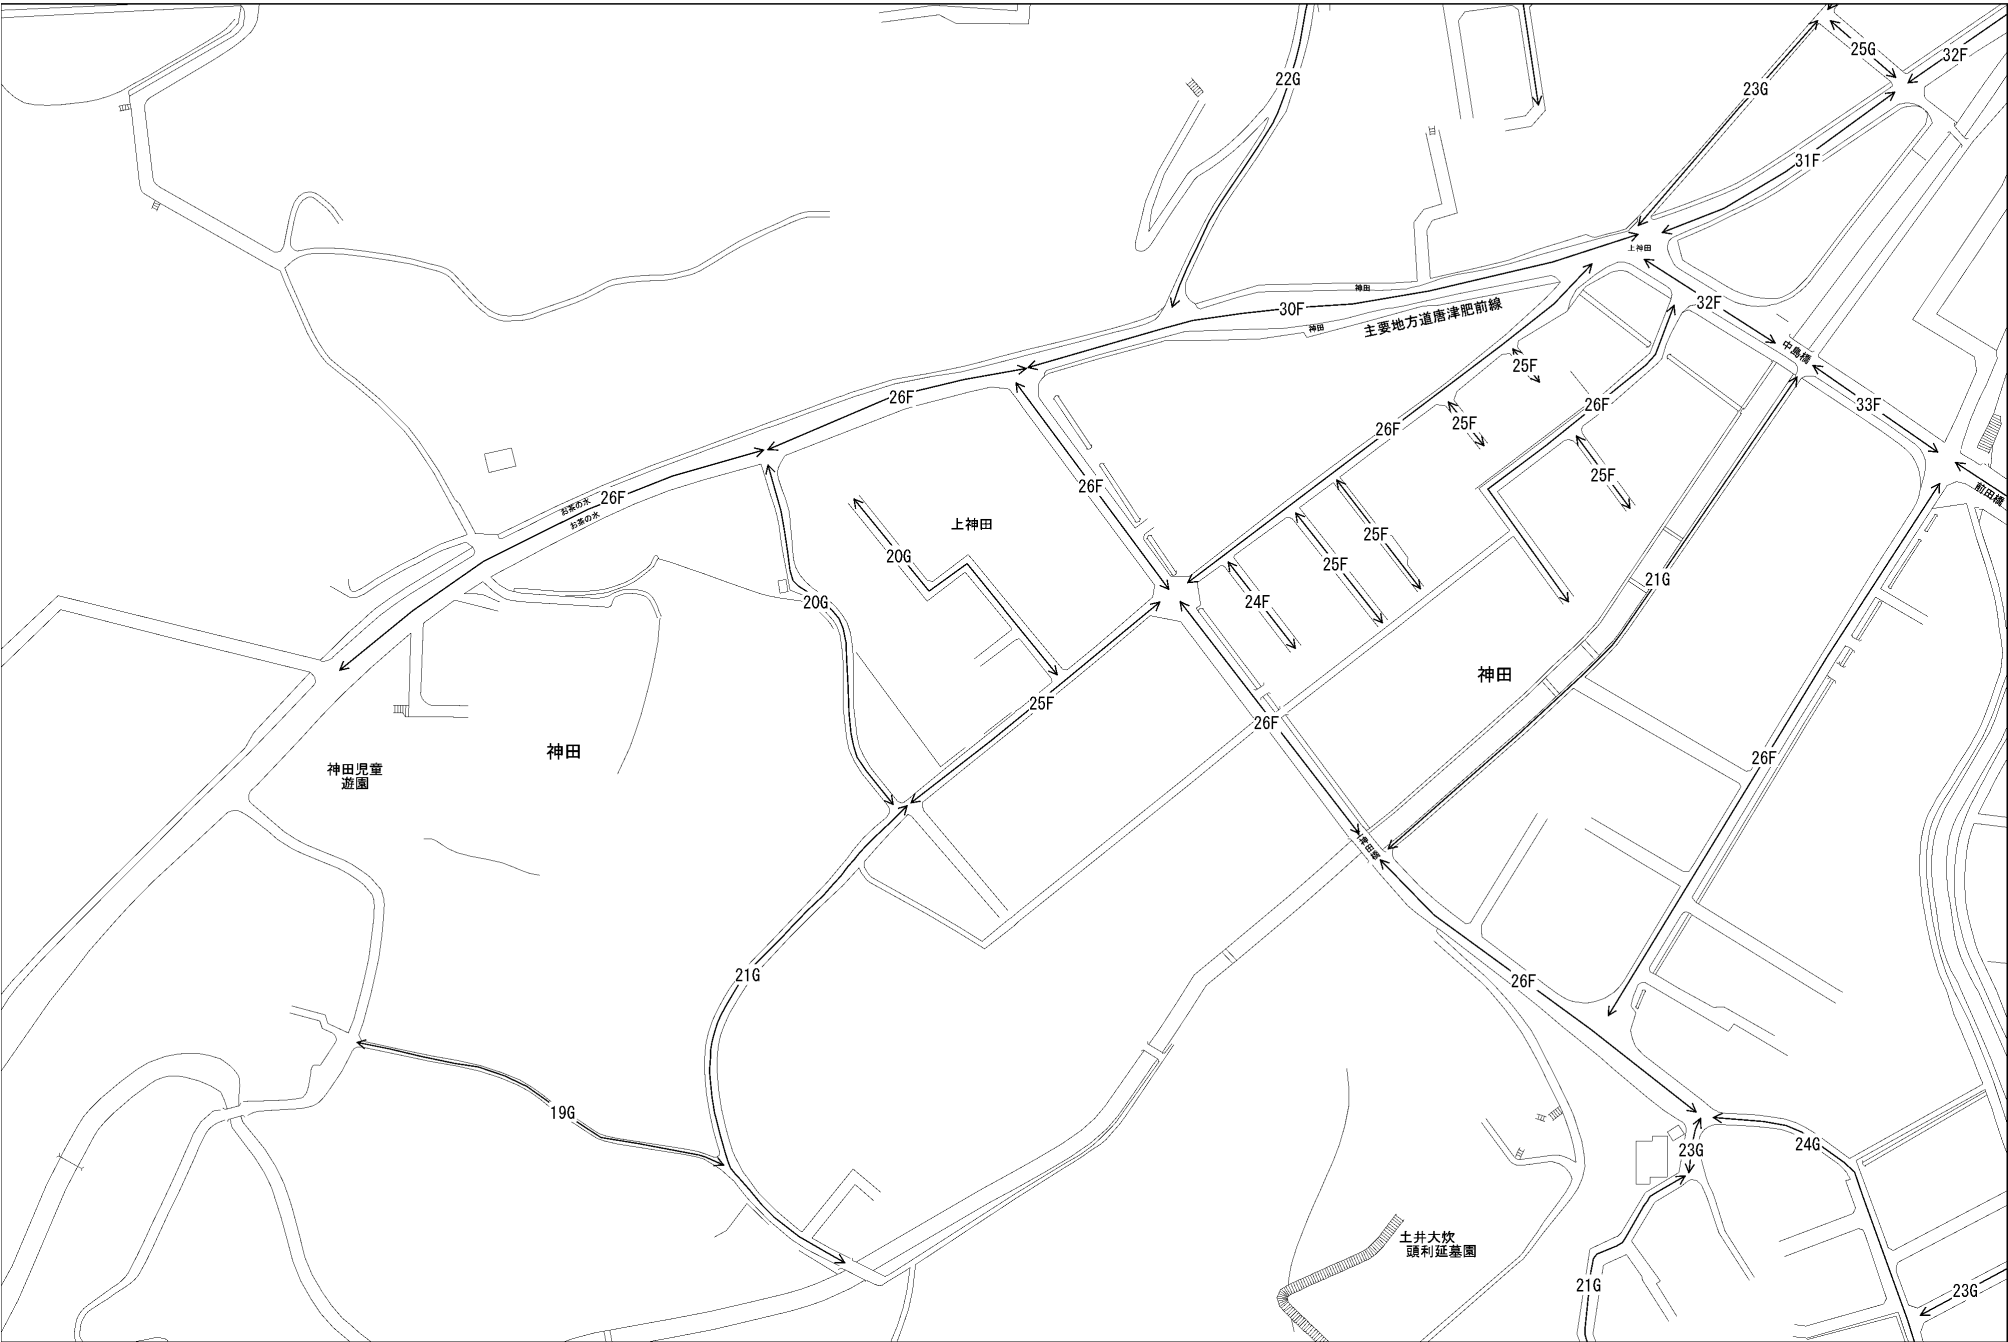 25G
32F
22G
23G
31F
上神田
神田
30F
32F
主要地方道唐津肥前線
神田
中島橋
25F
26F
33F
26F
25F
26F
25F
26F
お茶の水
26F
お茶の水
前田橋
上神田
20G
25F
25F
25F
21G
20G
24F
神田
25F
26F
神田
26F
神田児童
遊園
21G
26F
19G
23G
24G
土井大炊
頭利延墓園
21G
23G